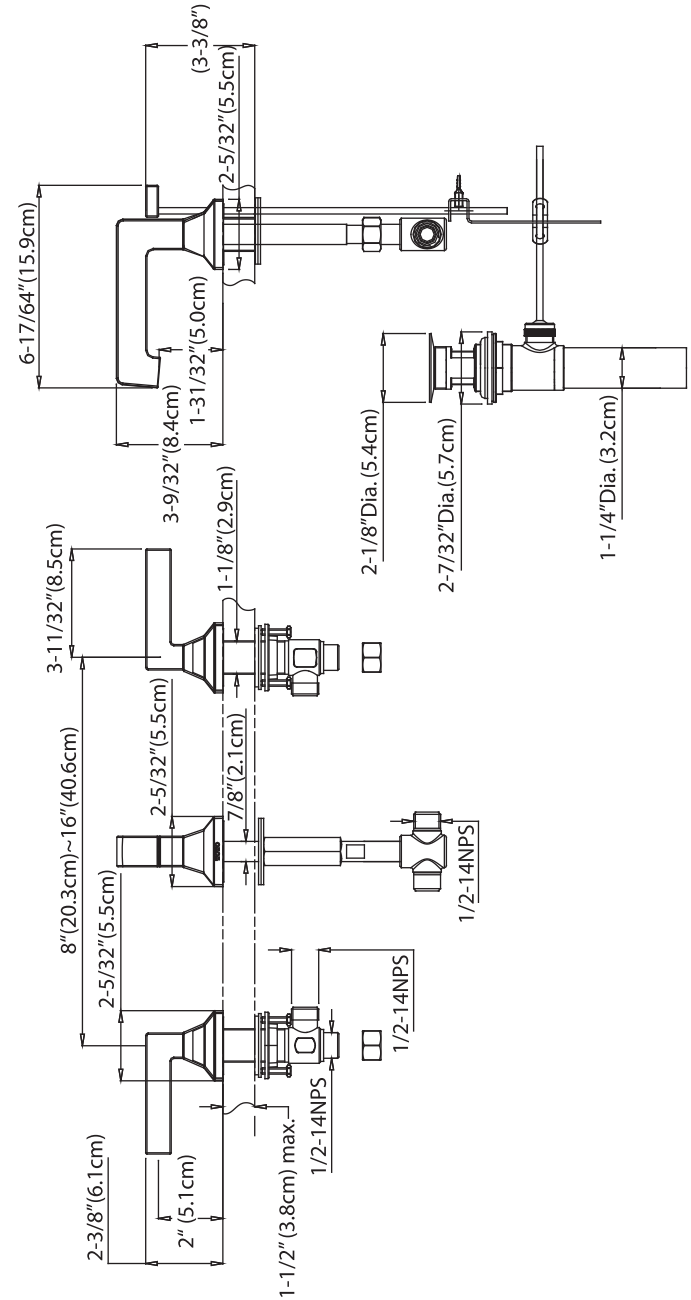 (3-3/8")
2-5/32"(5.5cm)
6-17/64"(15.9cm)
1-31/32"(5.0cm)
3-9/32"(8.4cm)
2-1/8"Dia.(5.4cm)
2-7/32"Dia.(5.7cm)
1-1/4"Dia.(3.2cm)
1-1/8"(2.9cm)
3-11/32"(8.5cm)
2-5/32"(5.5cm)
8"(20.3cm)~16"(40.6cm)
7/8"(2.1cm)
1/2-14NPS
2-5/32"(5.5cm)
1/2-14NPS
1/2-14NPS
2-3/8"(6.1cm)
2" (5.1cm)
1-1/2" (3.8cm) max.